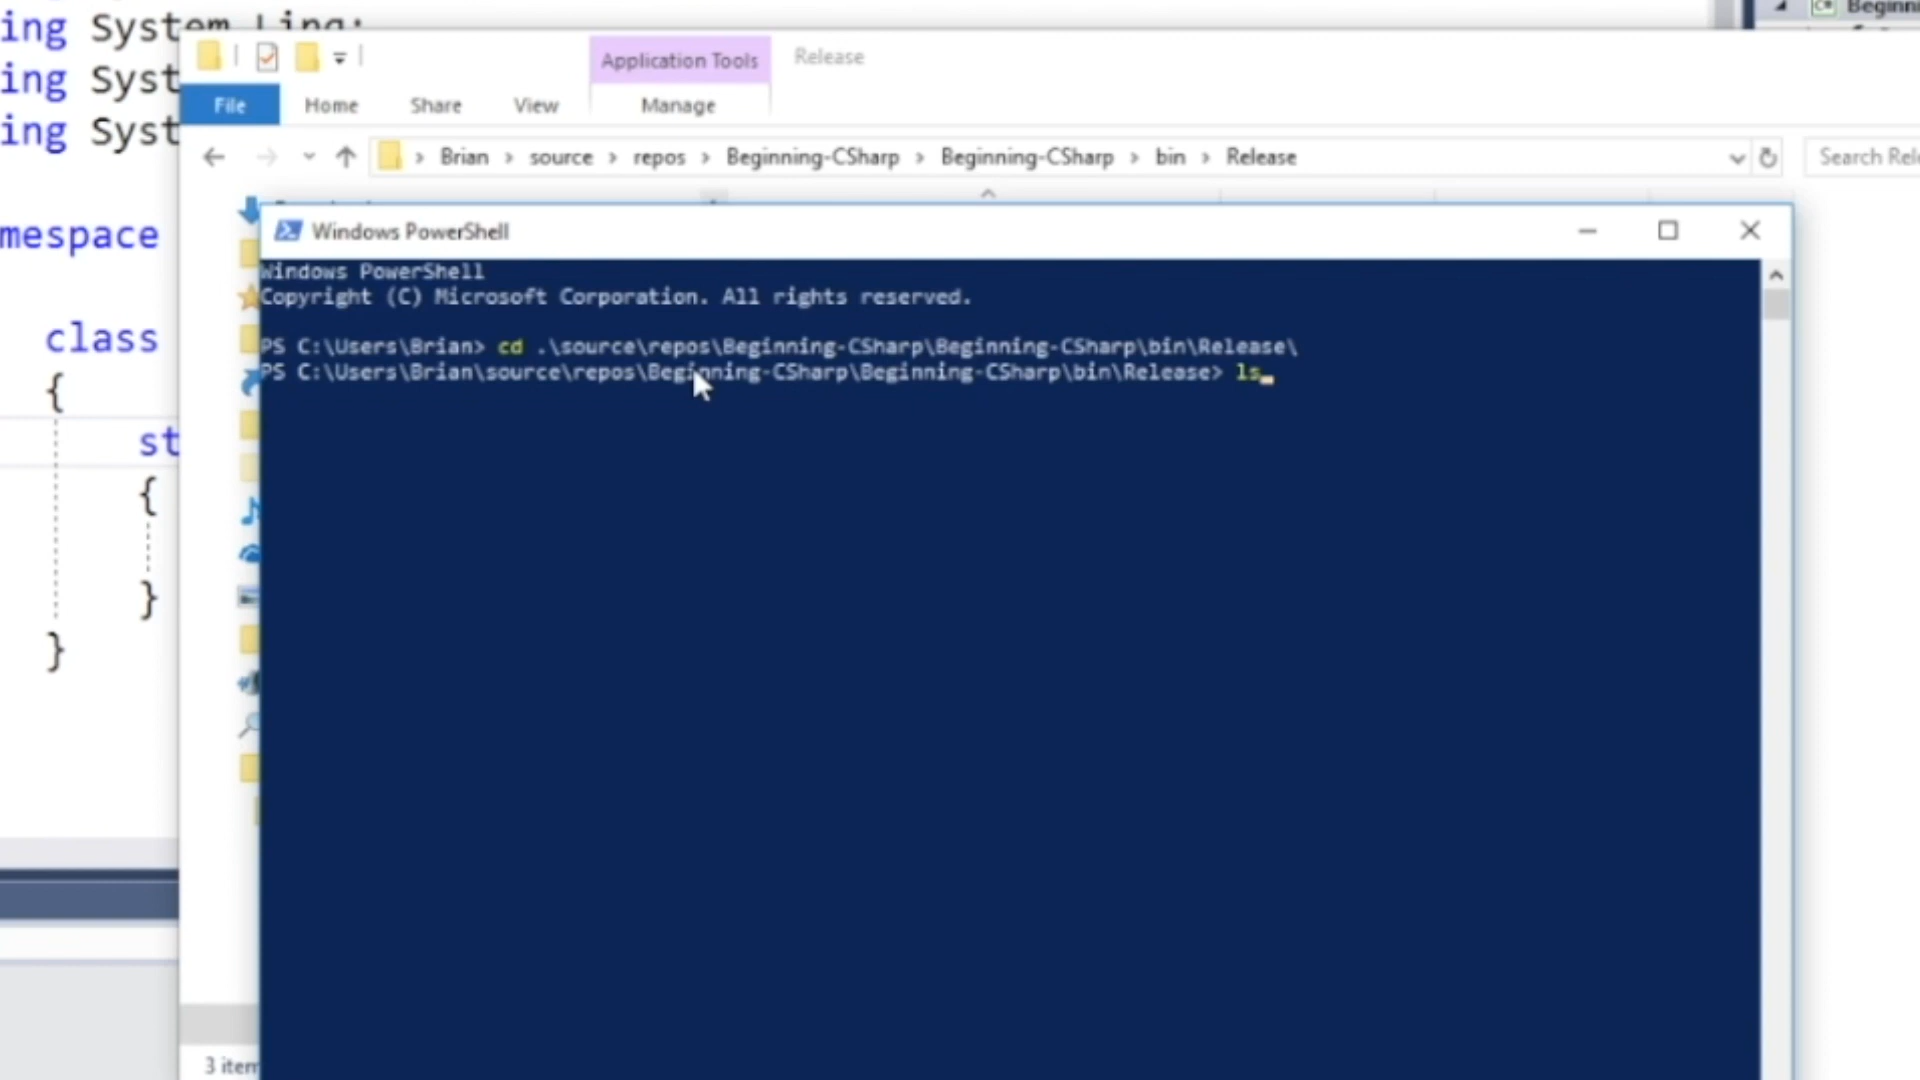 ing System.Linq;
Beginni
ing Syst
ing Syst
Application Tools
Release
File
Home
Share
View
Manage
Brian › source › repos › Beginning-CSharp › Beginning-CSharp › bin › Release
Search Rele
mespace
class
{
st
{
}
}
Windows PowerShell
Windows PowerShell
Copyright (C) Microsoft Corporation. All rights reserved.
PS C:\Users\Brian> cd .\source\repos\Beginning-CSharp\Beginning-CSharp\bin\Release\
PS C:\Users\Brian\source\repos\Beginning-CSharp\Beginning-CSharp\bin\Release> ls
3 item